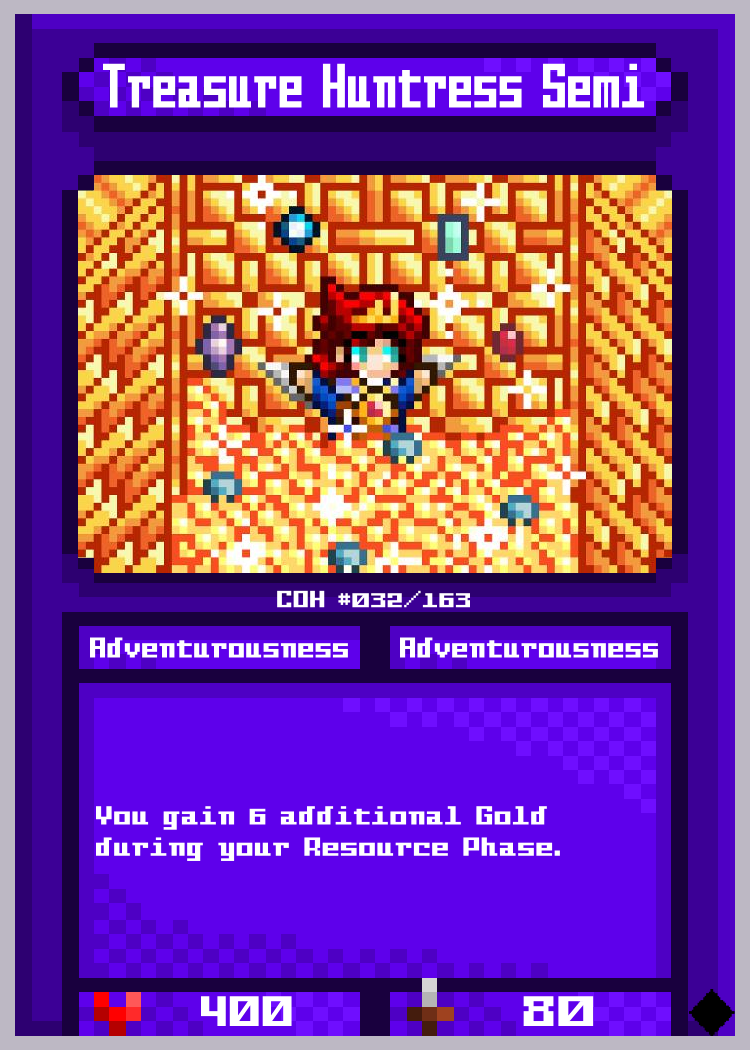 Treasure Huntress Semi
COH #032/163
Adventurousness
Adventurousness
You gain 6 additional Gold
during your Resource Phase.
400
80